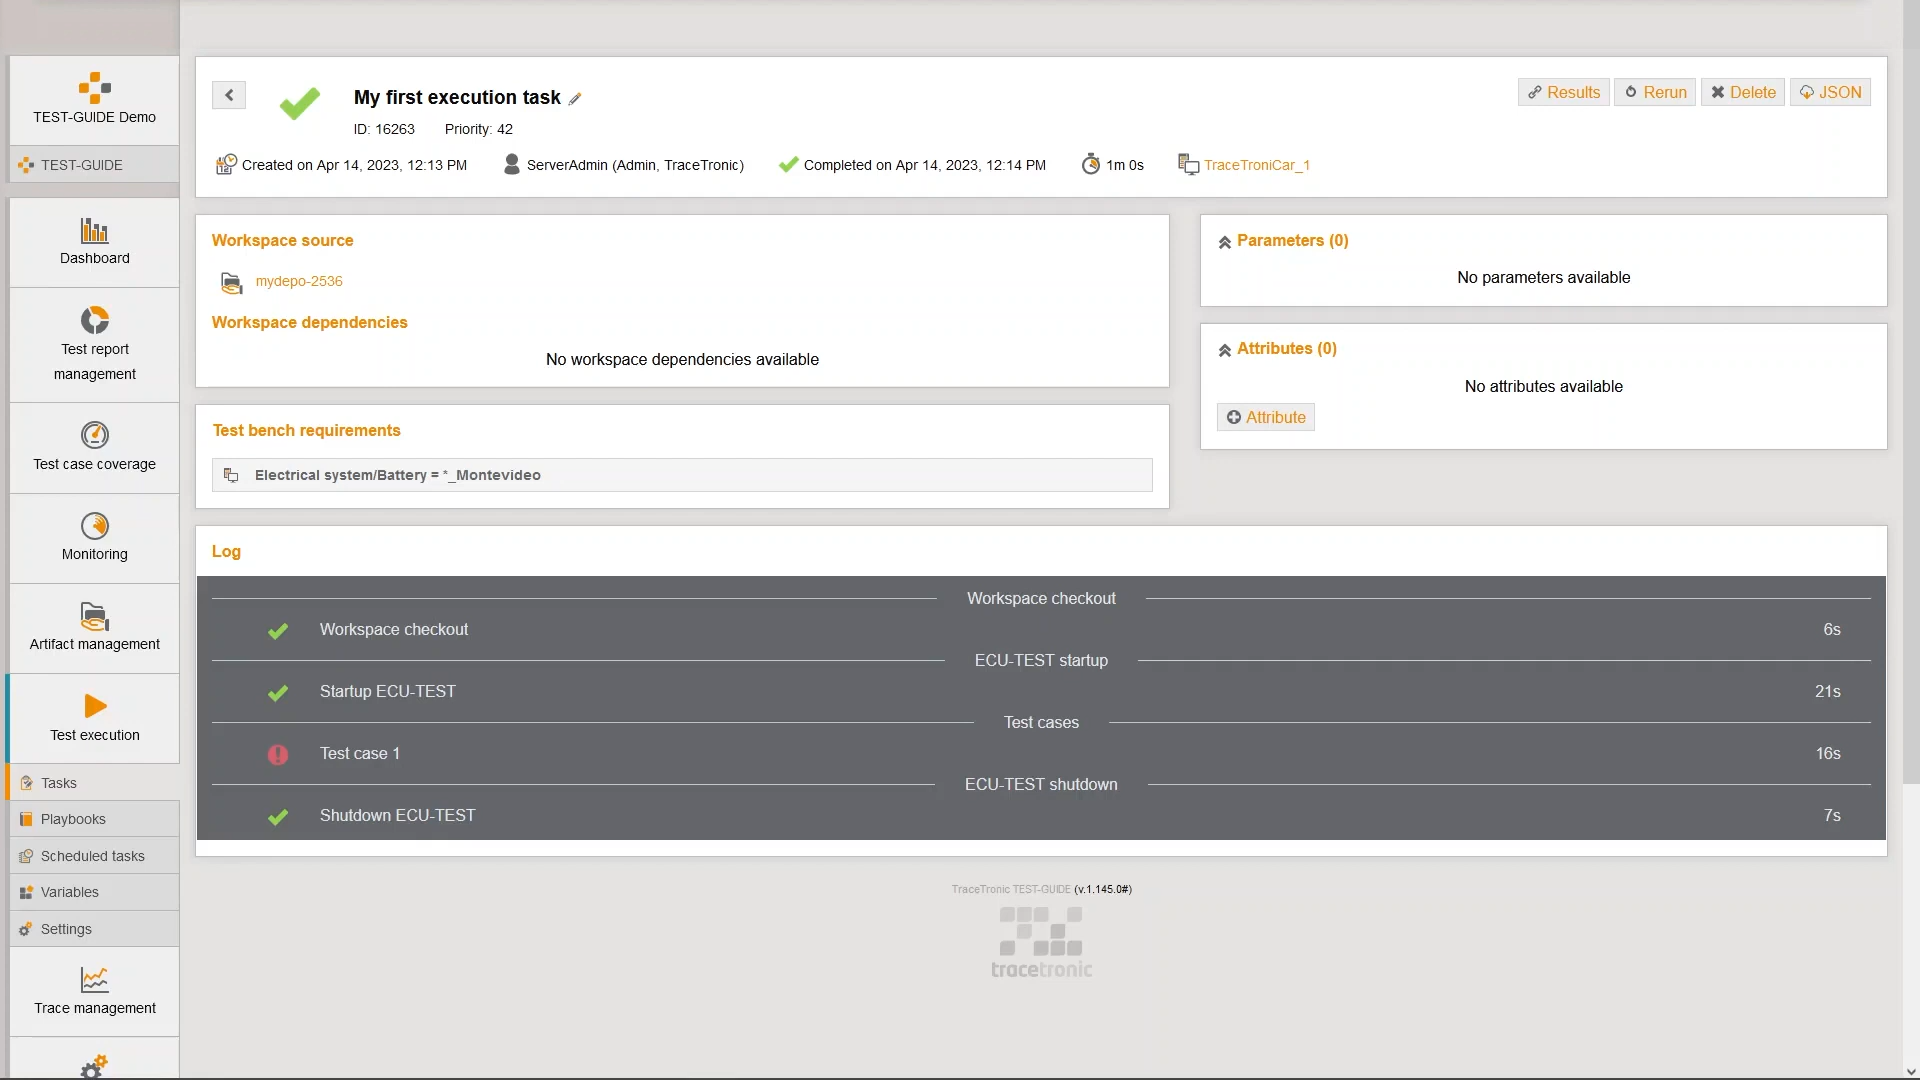 TEST-GUIDE Demo
TEST-GUIDE
Dashboard
Test report
management
Test case coverage
Monitoring
Artifact management
Test execution
Tasks
Playbooks
Scheduled tasks
Variables
Settings
Trace management
My first execution task
ID: 16263 Priority: 42
Results Rerun Delete JSON
Created on Apr 14, 2023, 12:13 PM ServerAdmin (Admin, TraceTronic) Completed on Apr 14, 2023, 12:14 PM 1m 0s TraceTroniCar_1
Workspace source
mydepo-2536
Workspace dependencies
No workspace dependencies available
Test bench requirements
Electrical system/Battery = *_Montevideo
Parameters (0)
No parameters available
Attributes (0)
No attributes available
Attribute
Log
Workspace checkout
Workspace checkout 6s
ECU-TEST startup
Startup ECU-TEST 21s
Test cases
Test case 1 16s
ECU-TEST shutdown
Shutdown ECU-TEST 7s
TraceTronic TEST-GUIDE (v.1.145.0#)
tracetronic